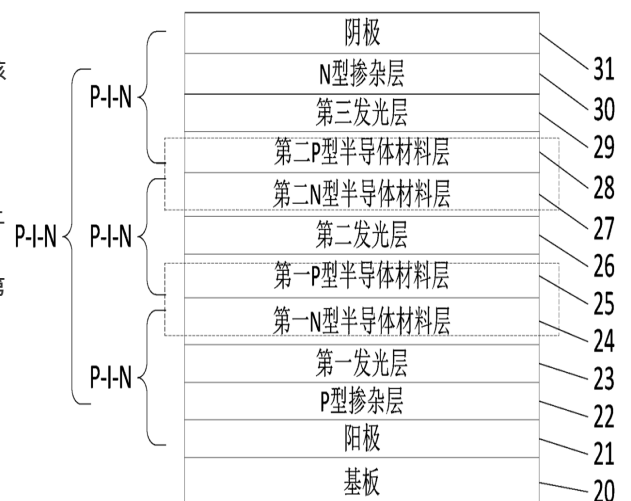 阴极
31
N型掺杂层
30
P-I-N
第三发光层
29
第二P型半导体材料层
28
第二N型半导体材料层
27
P-I-N
P-I-N
第二发光层
26
第一P型半导体材料层
25
第一N型半导体材料层
24
第一发光层
23
P-I-N
P型掺杂层
22
阳极
21
基板
20